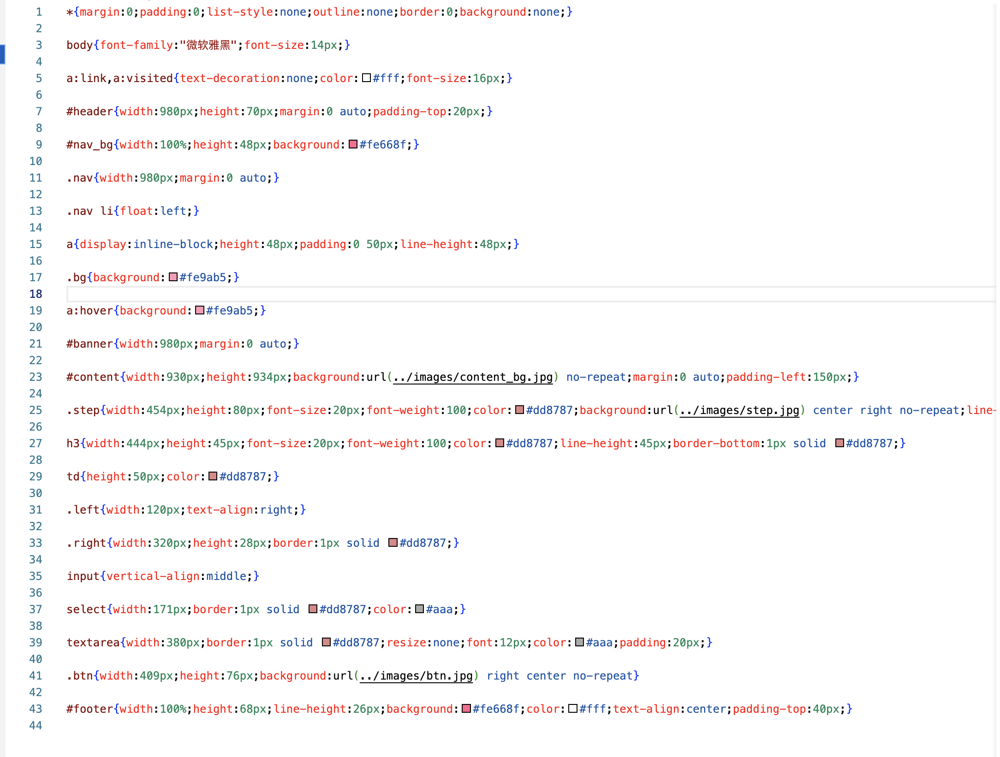 1 *{margin:0;padding:0;list-style:none;outline:none;border:0;background:none;}
2
3 body{font-family:"微软雅黑";font-size:14px;}
4
5 a:link,a:visited{text-decoration:none;color:#fff;font-size:16px;}
6
7 #header{width:980px;height:70px;margin:0 auto;padding-top:20px;}
8
9 #nav_bg{width:100%;height:48px;background:#fe668f;}
10
11 .nav{width:980px;margin:0 auto;}
12
13 .nav li{float:left;}
14
15 a{display:inline-block;height:48px;padding:0 50px;line-height:48px;}
16
17 .bg{background:#fe9ab5;}
18
19 a:hover{background:#fe9ab5;}
20
21 #banner{width:980px;margin:0 auto;}
22
23 #content{width:930px;height:934px;background:url(../images/content_bg.jpg) no-repeat;margin:0 auto;padding-left:150px;}
24
25 .step{width:454px;height:80px;font-size:20px;font-weight:100;color:#dd8787;background:url(../images/step.jpg) center right no-repeat;line-
26
27 h3{width:444px;height:45px;font-size:20px;font-weight:100;color:#dd8787;line-height:45px;border-bottom:1px solid #dd8787;}
28
29 td{height:50px;color:#dd8787;}
30
31 .left{width:120px;text-align:right;}
32
33 .right{width:320px;height:28px;border:1px solid #dd8787;}
34
35 input{vertical-align:middle;}
36
37 select{width:171px;border:1px solid #dd8787;color:#aaa;}
38
39 textarea{width:380px;border:1px solid #dd8787;resize:none;font:12px;color:#aaa;padding:20px;}
40
41 .btn{width:409px;height:76px;background:url(../images/btn.jpg) right center no-repeat}
42
43 #footer{width:100%;height:68px;line-height:26px;background:#fe668f;color:#fff;text-align:center;padding-top:40px;}
44